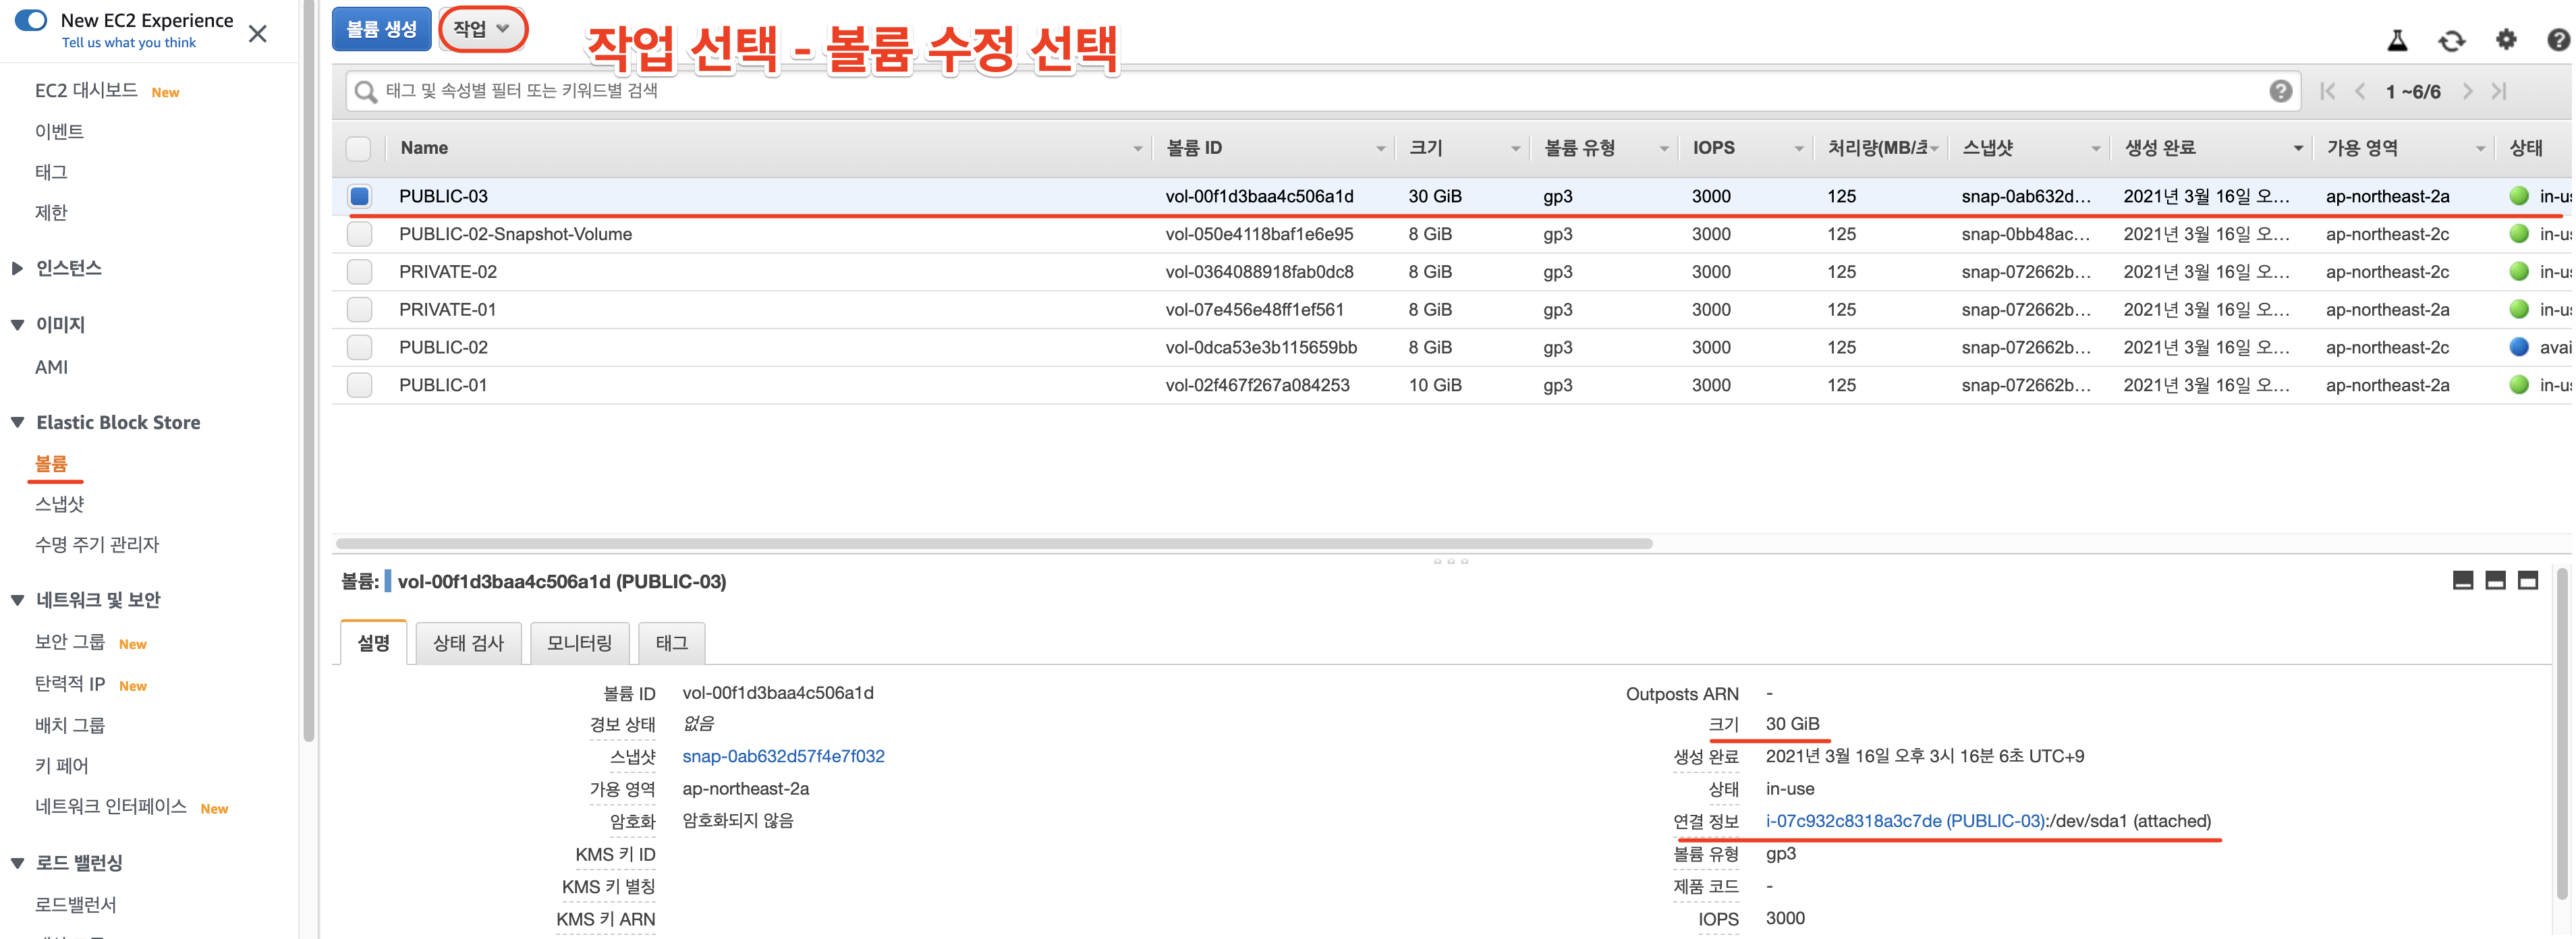 New EC2 Experience
Tell us what you think
EC2 대시보드 New
이벤트
태그
제한
인스턴스
이미지
AMI
Elastic Block Store
볼륨
스냅샷
수명 주기 관리자
네트워크 및 보안
보안 그룹 New
탄력적 IP New
배치 그룹
키 페어
네트워크 인터페이스 New
로드 밸런싱
로드밸런서
볼륨 생성 작업
작업 선택 - 볼륨 수정 선택
태그 및 속성별 필터 또는 키워드별 검색 1 ~6/6
Name 볼륨 ID 크기 볼륨 유형 IOPS 처리량(MB/초 스냅샷 생성 완료 가용 영역 상태
PUBLIC-03 vol-00f1d3baa4c506a1d 30 GiB gp3 3000 125 snap-0ab632d... 2021년 3월 16일 오... ap-northeast-2a in-us
PUBLIC-02-Snapshot-Volume vol-050e4118baf1e6e95 8 GiB gp3 3000 125 snap-0bb48ac... 2021년 3월 16일 오... ap-northeast-2c in-us
PRIVATE-02 vol-0364088918fab0dc8 8 GiB gp3 3000 125 snap-072662b... 2021년 3월 16일 오... ap-northeast-2c in-us
PRIVATE-01 vol-07e456e48ff1ef561 8 GiB gp3 3000 125 snap-072662b... 2021년 3월 16일 오... ap-northeast-2a in-us
PUBLIC-02 vol-0dca53e3b115659bb 8 GiB gp3 3000 125 snap-072662b... 2021년 3월 16일 오... ap-northeast-2c avai
PUBLIC-01 vol-02f467f267a084253 10 GiB gp3 3000 125 snap-072662b... 2021년 3월 16일 오... ap-northeast-2a in-us
볼륨: vol-00f1d3baa4c506a1d (PUBLIC-03)
설명 상태 검사 모니터링 태그
볼륨 ID vol-00f1d3baa4c506a1d
경보 상태 없음
스냅샷 snap-0ab632d57f4e7f032
가용 영역 ap-northeast-2a
암호화 암호화되지 않음
KMS 키 ID
KMS 키 별칭
KMS 키 ARN
Outposts ARN -
크기 30 GiB
생성 완료 2021년 3월 16일 오후 3시 16분 6초 UTC+9
상태 in-use
연결 정보 i-07c932c8318a3c7de (PUBLIC-03):/dev/sda1 (attached)
볼륨 유형 gp3
제품 코드 -
IOPS 3000